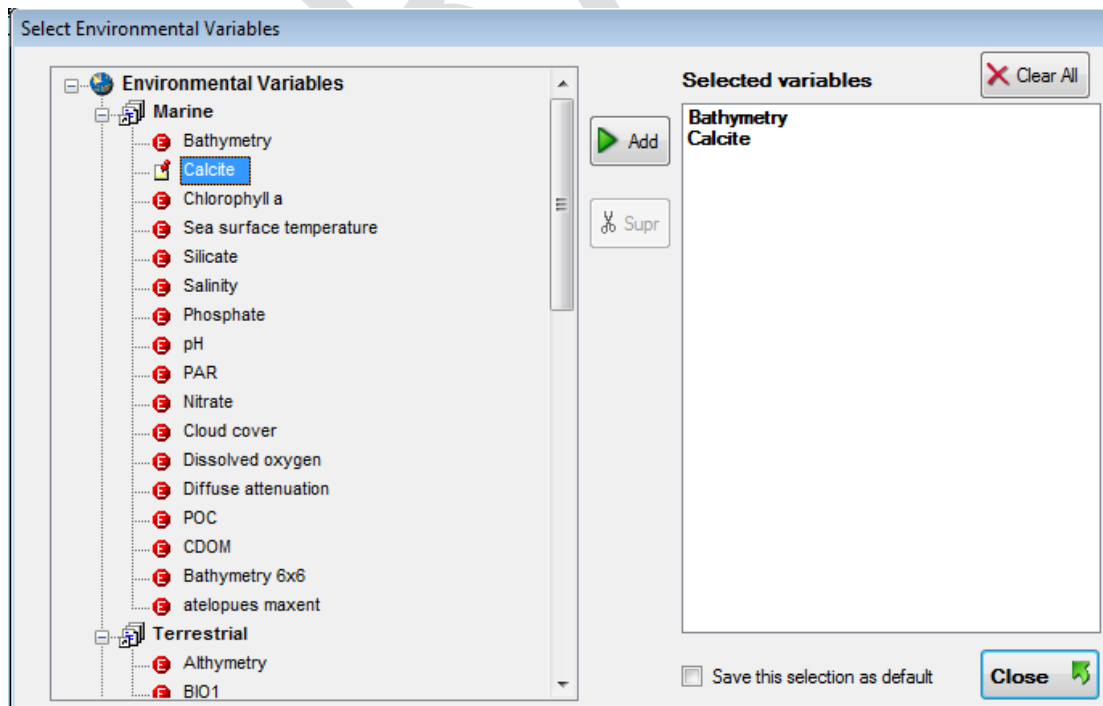 Select Environmental Variables
Environmental Variables
Marine
Bathymetry
Calcite
Chlorophyll a
Sea surface temperature
Silicate
Salinity
Phosphate
pH
PAR
Nitrate
Cloud cover
Dissolved oxygen
Diffuse attenuation
POC
CDOM
Bathymetry 6x6
atelopues maxent
Terrestrial
Althymetry
BIO1
Add
Supr
Selected variables
Clear All
Bathymetry
Calcite
Save this selection as default
Close